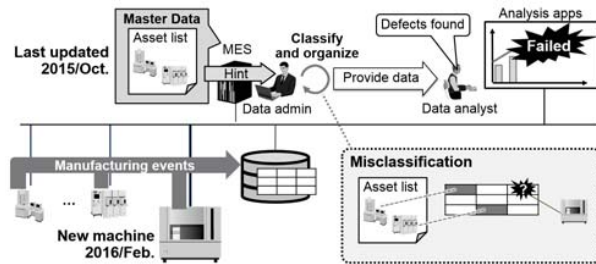 Master Data
Asset list
Last updated
2015/Oct.
MES
Hint
Classify
and organize
Data admin
Provide data
Defects found
Data analyst
Analysis apps
Failed
Manufacturing events
...
New machine
2016/Feb.
Misclassification
Asset list
?